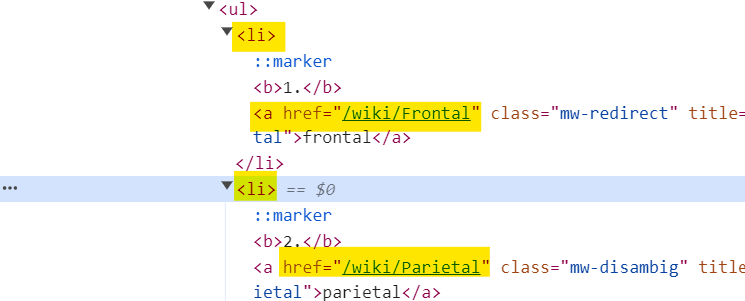 <ul>
<li>
::marker
<b>1.</b>
<a href="/wiki/Frontal" class="mw-redirect" title=
tal">frontal</a>
</li>
... <li> == $0
::marker
<b>2.</b>
<a href="/wiki/Parietal" class="mw-disambig" title
ietal">parietal</a>